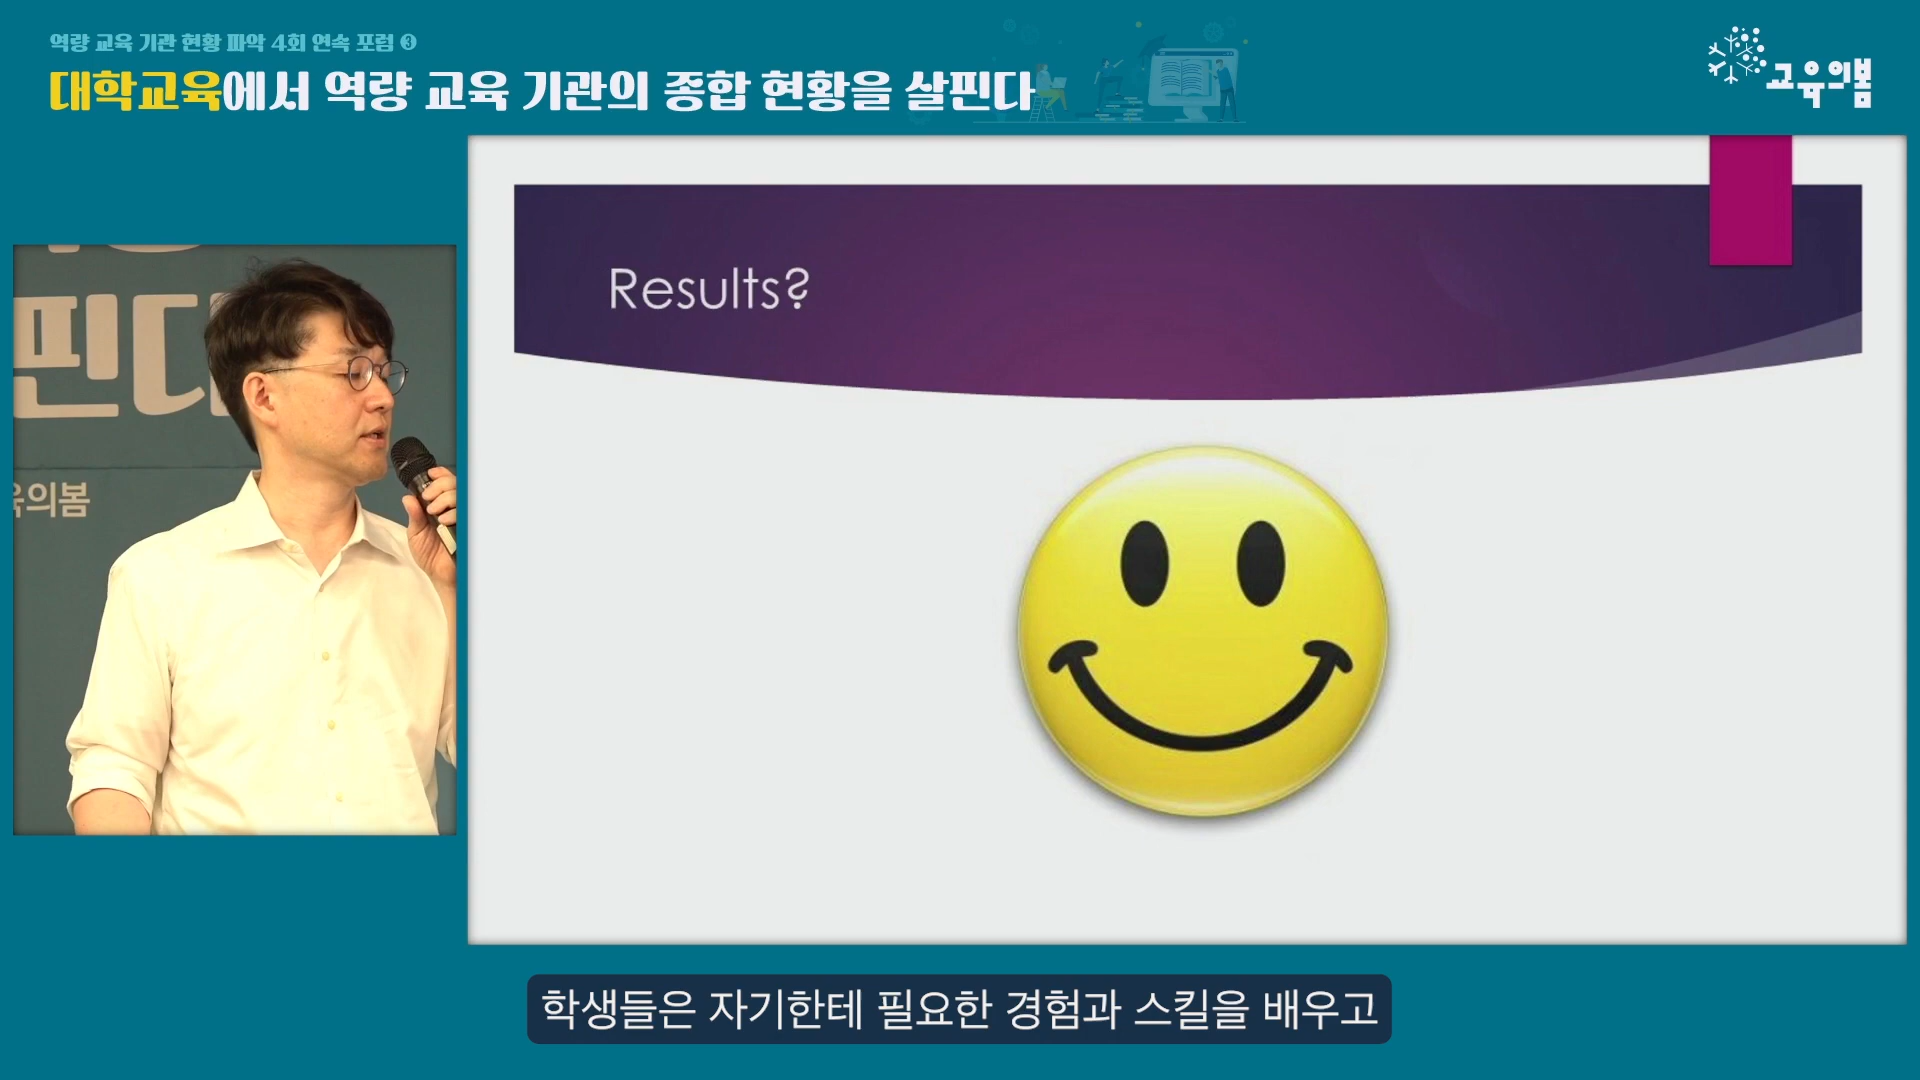 역량 교육 기관 현황 파악 4회 연속 포럼 ❸
대학교육에서 역량 교육 기관의 종합 현황을 살핀다
교육의봄
Results?
핀다
육의봄
학생들은 자기한테 필요한 경험과 스킬을 배우고